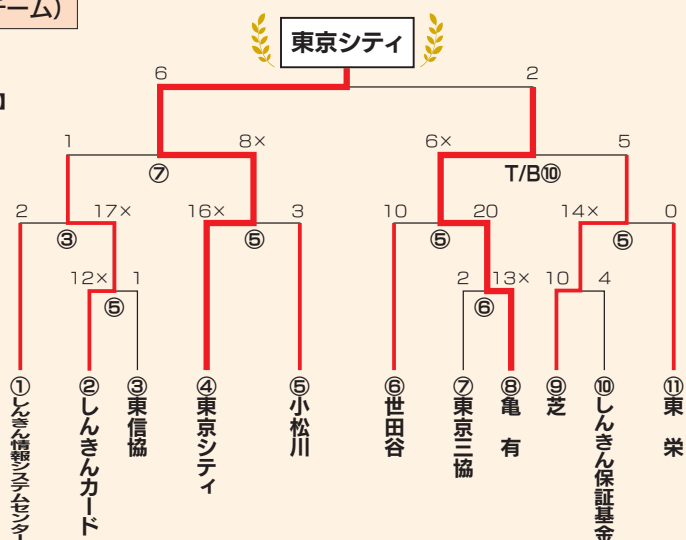 チーム)
東京シティ
】
6 2
1 8× 6× 5
⑦ T/B⑩
2 17× 16× 3 10 20 14× 0
③ ⑤ ⑤ ⑤
12× 1 2 13× 10 4
⑤ ⑥
①しんきん情報システムセンター
②しんきんカード
③東信協
④東京シティ
⑤小松川
⑥世田谷
⑦東京三協
⑧亀 有
⑨芝
⑩しんきん保証基金
⑪東 栄